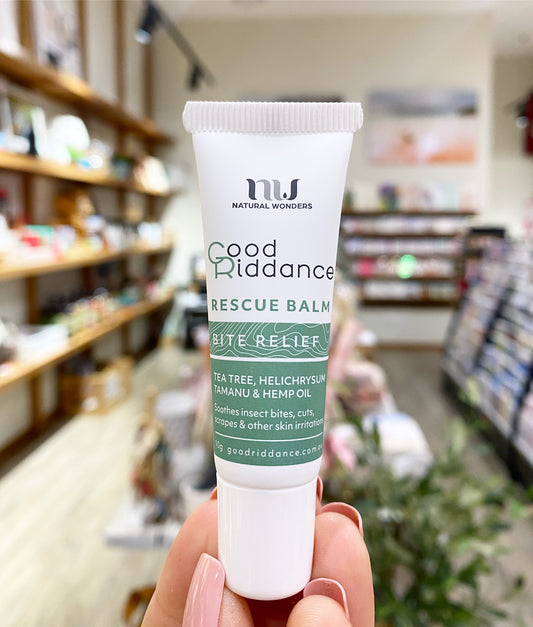 NATURAL WONDERS
Good
Riddance
RESCUE BALM
BITE RELIEF
TEA TREE, HELICHRYSUM
TAMANU & HEMP OIL
Soothes insect bites, cuts,
scrapes & other skin irritations
goodriddance.com.au